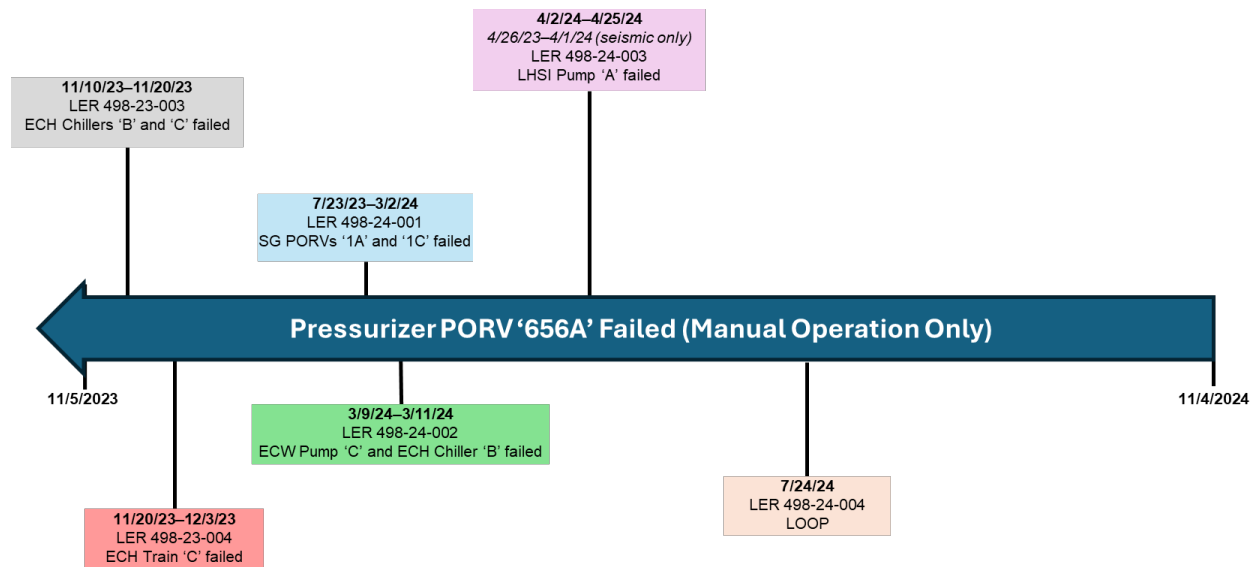 4/2/24–4/25/24
4/26/23–4/1/24 (seismic only)
LER 498-24-003
LHSI Pump ‘A’ failed
11/10/23–11/20/23
LER 498-23-003
ECH Chillers ‘B’ and ‘C’ failed
7/23/23–3/2/24
LER 498-24-001
SG PORVs ‘1A’ and ‘1C’ failed
Pressurizer PORV ‘656A’ Failed (Manual Operation Only)
11/5/2023
11/4/2024
3/9/24–3/11/24
LER 498-24-002
ECW Pump ‘C’ and ECH Chiller ‘B’ failed
7/24/24
LER 498-24-004
LOOP
11/20/23–12/3/23
LER 498-23-004
ECH Train ‘C’ failed